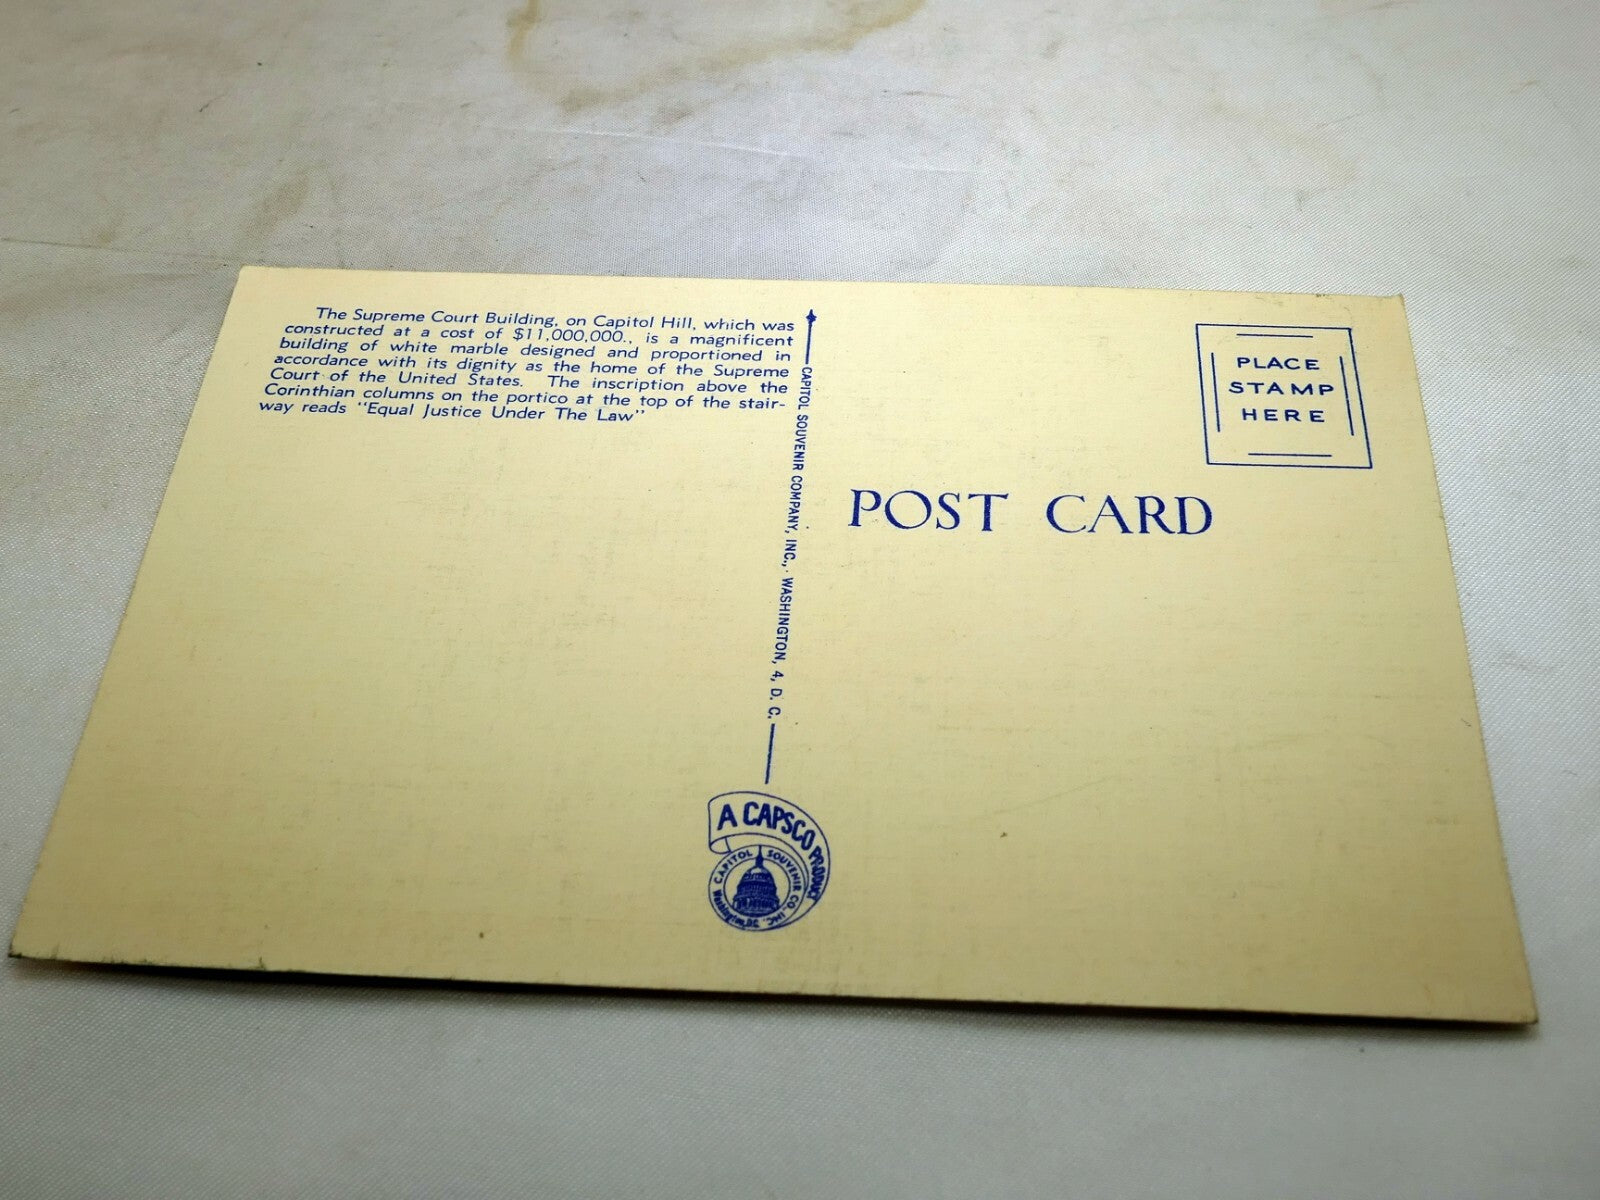 The Supreme Court Building, on Capitol Hill, which was
constructed at a cost of $11,000,000., is a magnificent
building of white marble designed and proportioned in
accordance with its dignity as the home of the Supreme
Court of the United States. The inscription above the
Corinthian columns on the portico at the top of the stair-
way reads "Equal Justice Under The Law"
CAPITOL SOUVENIR COMPANY, INC., WASHINGTON, 4, D. C.
PLACE
STAMP
HERE
POST CARD
A CAPSCO PRODUCT
CAPITOL SOUVENIR CO. INC.
Washington, D.C.